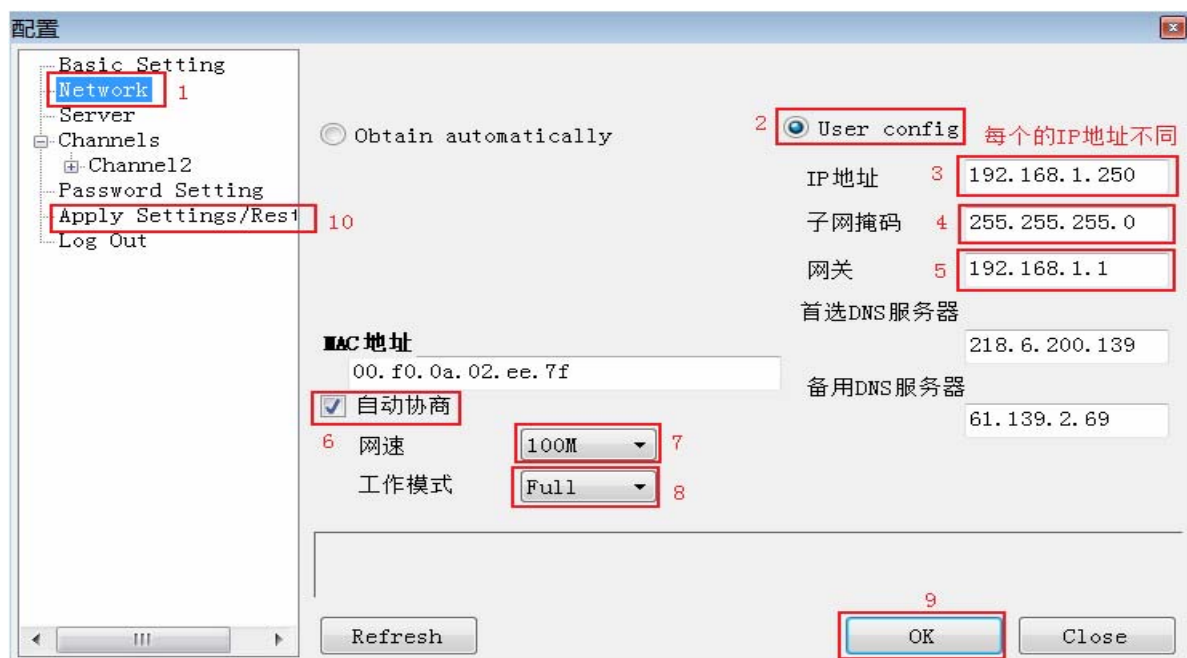 配置
Basic Setting
Network 1
Server
Channels
Channel2
Password Setting
Apply Settings/Rest 10
Log Out
Obtain automatically
2 User config 每个的IP地址不同
IP地址 3 192.168.1.250
子网掩码 4 255.255.255.0
网关 5 192.168.1.1
首选DNS服务器
218.6.200.139
备用DNS服务器
61.139.2.69
MAC地址
00.f0.0a.02.ee.7f
自动协商
6 网速 100M 7
工作模式 Full 8
9
Refresh OK Close